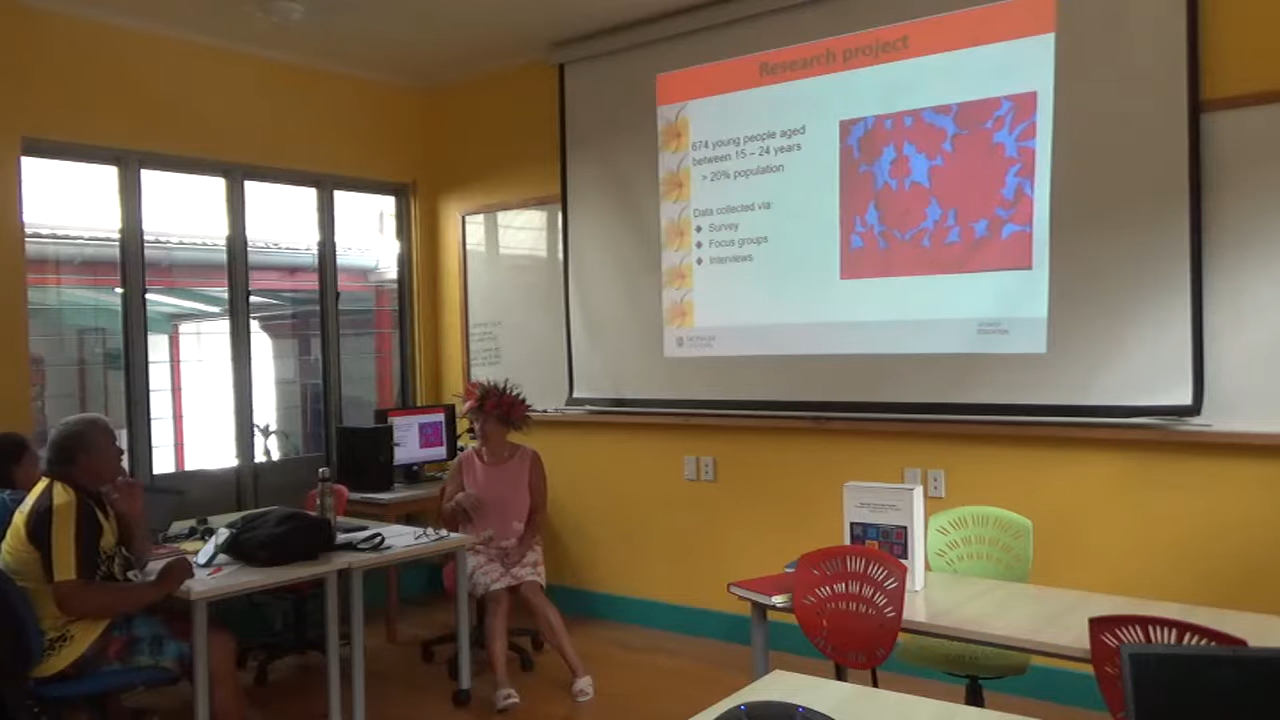 Research project
674 young people aged
between 15 – 24 years
> 20% population
Data collected via:
◆ Survey
◆ Focus groups
◆ Interviews
EDUCATION